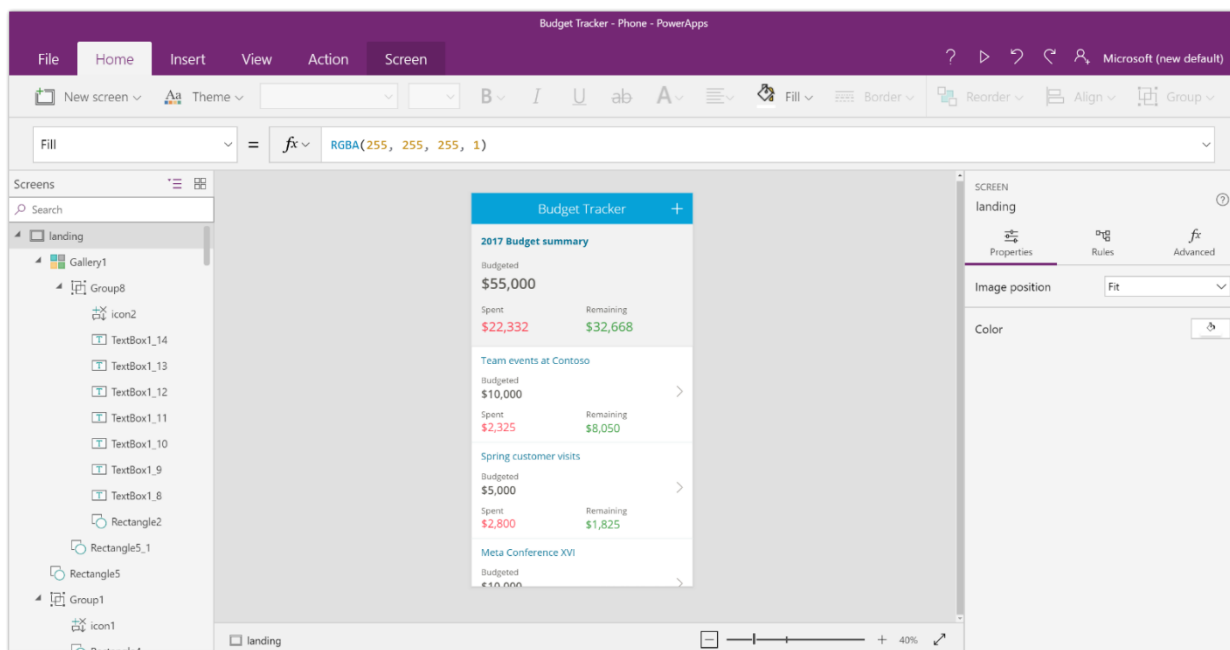 Budget Tracker - Phone - PowerApps
File Home Insert View Action Screen ? Microsoft (new default)
New screen Aa Theme B I U ab A Fill Border Reorder Align Group
Fill = fx RGBA(255, 255, 255, 1)
Screens
Search
landing
Gallery1
Group8
icon2
TextBox1_14
TextBox1_13
TextBox1_12
TextBox1_11
TextBox1_10
TextBox1_9
TextBox1_8
Rectangle2
Rectangle5_1
Rectangle5
Group1
icon1
Budget Tracker +
2017 Budget summary
Budgeted
$55,000
Spent Remaining
$22,332 $32,668
Team events at Contoso
Budgeted
$10,000
Spent Remaining
$2,325 $8,050
Spring customer visits
Budgeted
$5,000
Spent Remaining
$2,800 $1,825
Meta Conference XVI
Budgeted
$10,000
landing
40%
SCREEN
landing
Properties Rules Advanced
Image position Fit
Color